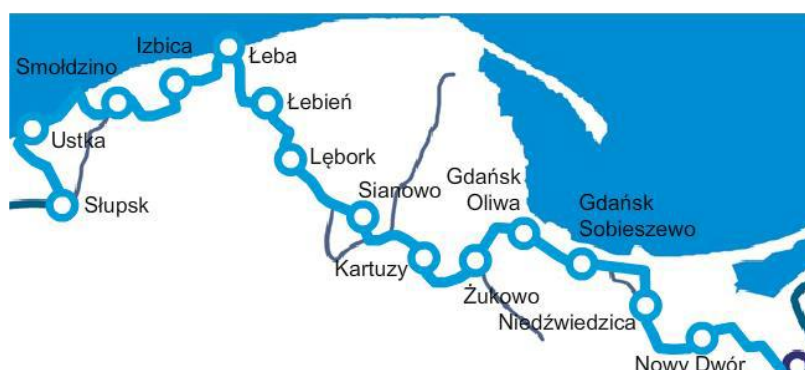 Izbica
Łeba
Smołdzino
Łebień
Ustka
Lębork
Słupsk
Sianowo
Gdańsk
Oliwa
Gdańsk
Sobieszewo
Kartuzy
Żukowo
Niedźwiedzica
Nowy Dwór